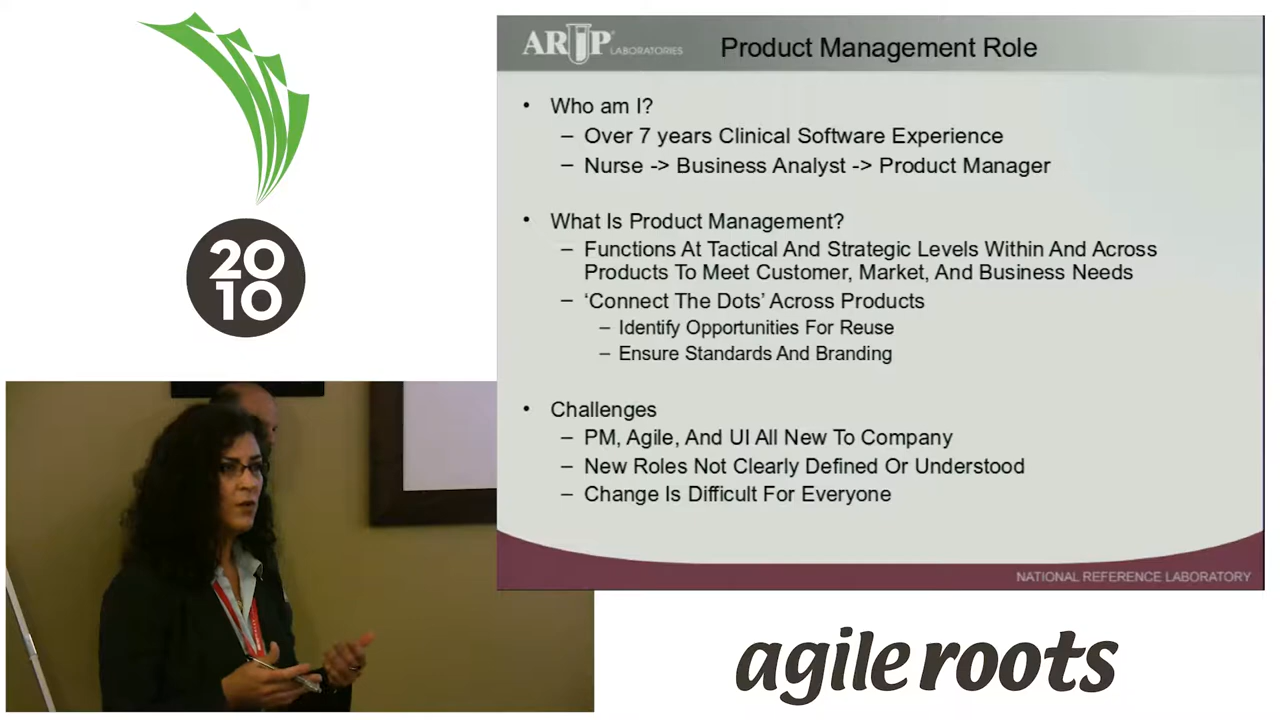 20
10
ARUP LABORATORIES
Product Management Role
• Who am I?
– Over 7 years Clinical Software Experience
– Nurse -> Business Analyst -> Product Manager
• What Is Product Management?
– Functions At Tactical And Strategic Levels Within And Across
Products To Meet Customer, Market, And Business Needs
– ‘Connect The Dots’ Across Products
– Identify Opportunities For Reuse
– Ensure Standards And Branding
• Challenges
– PM, Agile, And UI All New To Company
– New Roles Not Clearly Defined Or Understood
– Change Is Difficult For Everyone
NATIONAL REFERENCE LABORATORY
agile roots